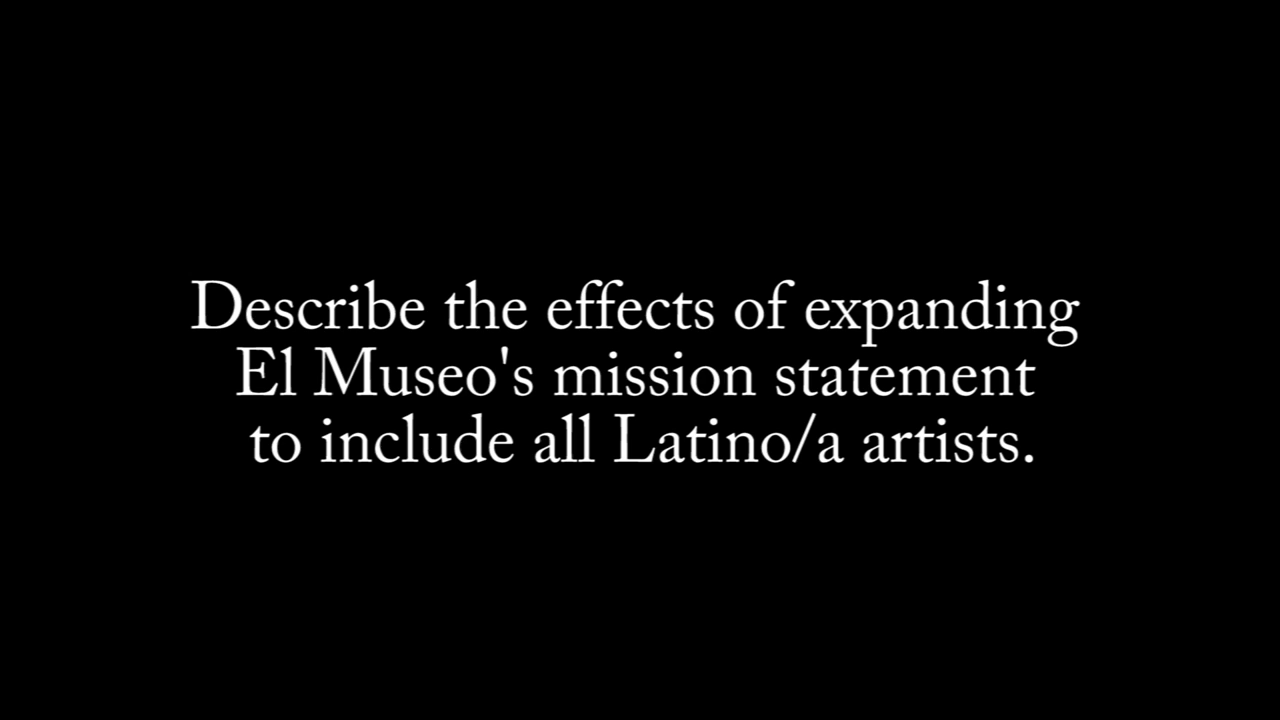 Describe the effects of expanding
El Museo's mission statement
to include all Latino/a artists.